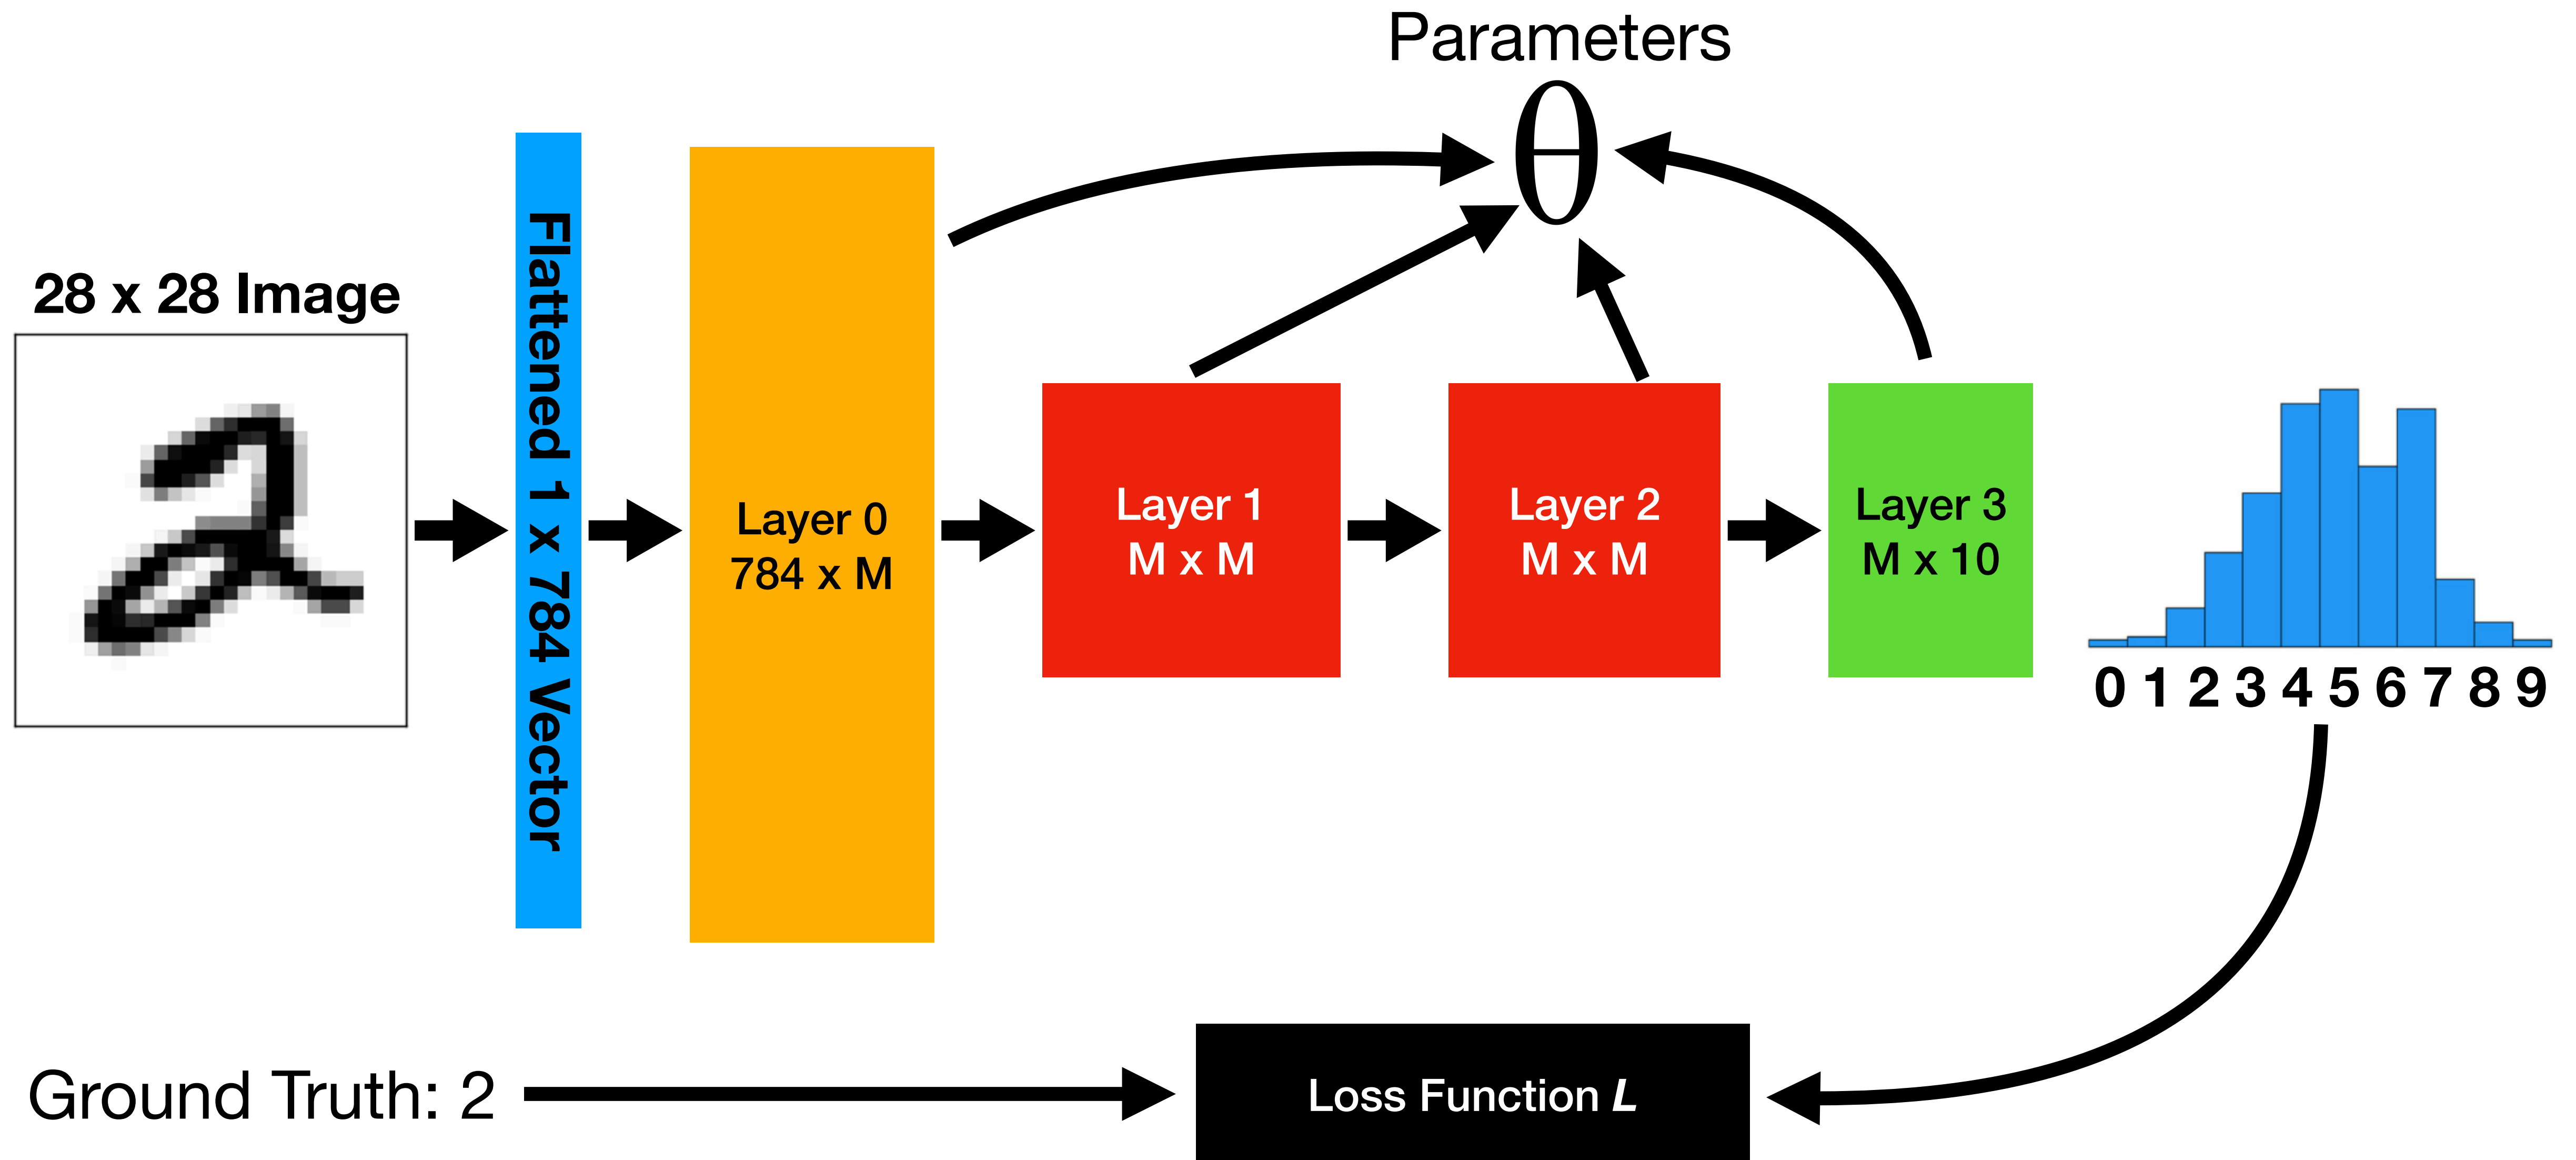 Parameters
θ
28 x 28 Image
Flattened 1 x 784 Vector
Layer 0
784 x M
Layer 1
M x M
Layer 2
M x M
Layer 3
M x 10
0 1 2 3 4 5 6 7 8 9
Ground Truth: 2
Loss Function L